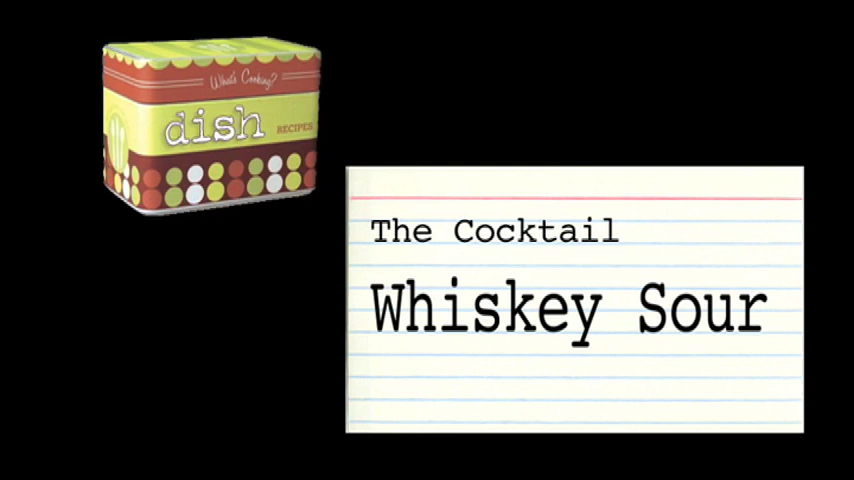 What's Cooking?
dish RECIPES
The Cocktail
Whiskey Sour